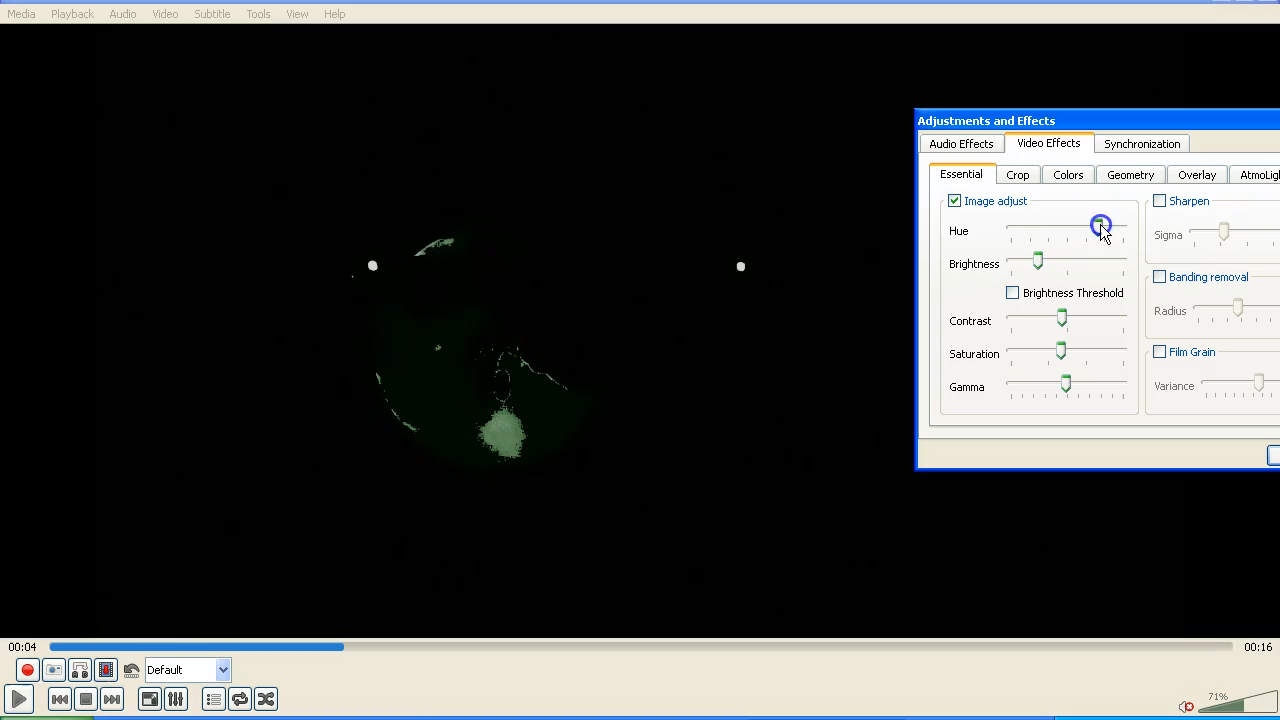 Media Playback Audio Video Subtitle Tools View Help
Adjustments and Effects
Audio Effects Video Effects Synchronization
Essential Crop Colors Geometry Overlay AtmoLigh
Image adjust Sharpen
Hue Sigma
Brightness Banding removal
Brightness Threshold
Contrast Radius
Saturation Film Grain
Gamma Variance
00:04 00:16
Default
71%